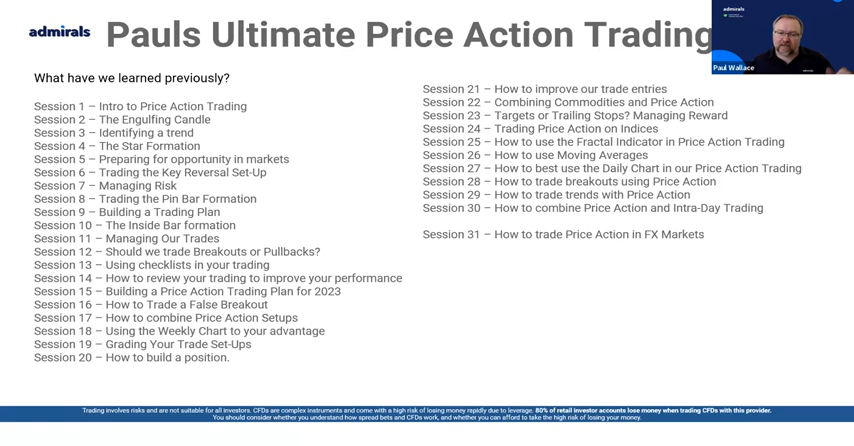 admirals
Pauls Ultimate Price Action Trading
admirals
Paul Wallace
What have we learned previously?
Session 1 – Intro to Price Action Trading
Session 2 – The Engulfing Candle
Session 3 – Identifying a trend
Session 4 – The Star Formation
Session 5 – Preparing for opportunity in markets
Session 6 – Trading the Key Reversal Set-Up
Session 7 – Managing Risk
Session 8 – Trading the Pin Bar Formation
Session 9 – Building a Trading Plan
Session 10 – The Inside Bar formation
Session 11 – Managing Our Trades
Session 12 – Should we trade Breakouts or Pullbacks?
Session 13 – Using checklists in your trading
Session 14 – How to review your trading to improve your performance
Session 15 – Building a Price Action Trading Plan for 2023
Session 16 – How to Trade a False Breakout
Session 17 – How to combine Price Action Setups
Session 18 – Using the Weekly Chart to your advantage
Session 19 – Grading Your Trade Set-Ups
Session 20 – How to build a position.
Session 21 – How to improve our trade entries
Session 22 – Combining Commodities and Price Action
Session 23 – Targets or Trailing Stops? Managing Reward
Session 24 – Trading Price Action on Indices
Session 25 – How to use the Fractal Indicator in Price Action Trading
Session 26 – How to use Moving Averages
Session 27 – How to best use the Daily Chart in our Price Action Trading
Session 28 – How to trade breakouts using Price Action
Session 29 – How to trade trends with Price Action
Session 30 – How to combine Price Action and Intra-Day Trading
Session 31 – How to trade Price Action in FX Markets
Trading involves risks and are not suitable for all investors. CFDs are complex instruments and come with a high risk of losing money rapidly due to leverage. 80% of retail investor accounts lose money when trading CFDs with this provider.
You should consider whether you understand how spread bets and CFDs work, and whether you can afford to take the high risk of losing your money.